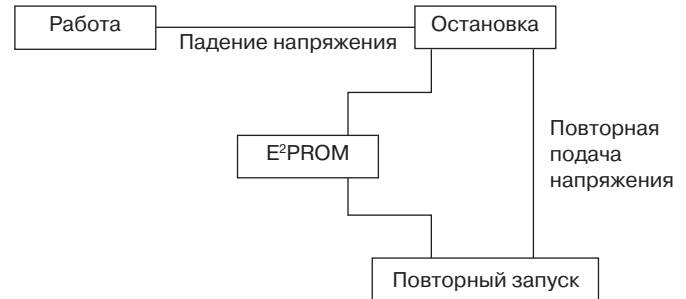 Работа
Остановка
Падение напряжения
E²PROM
Повторная
подача
напряжения
Повторный запуск